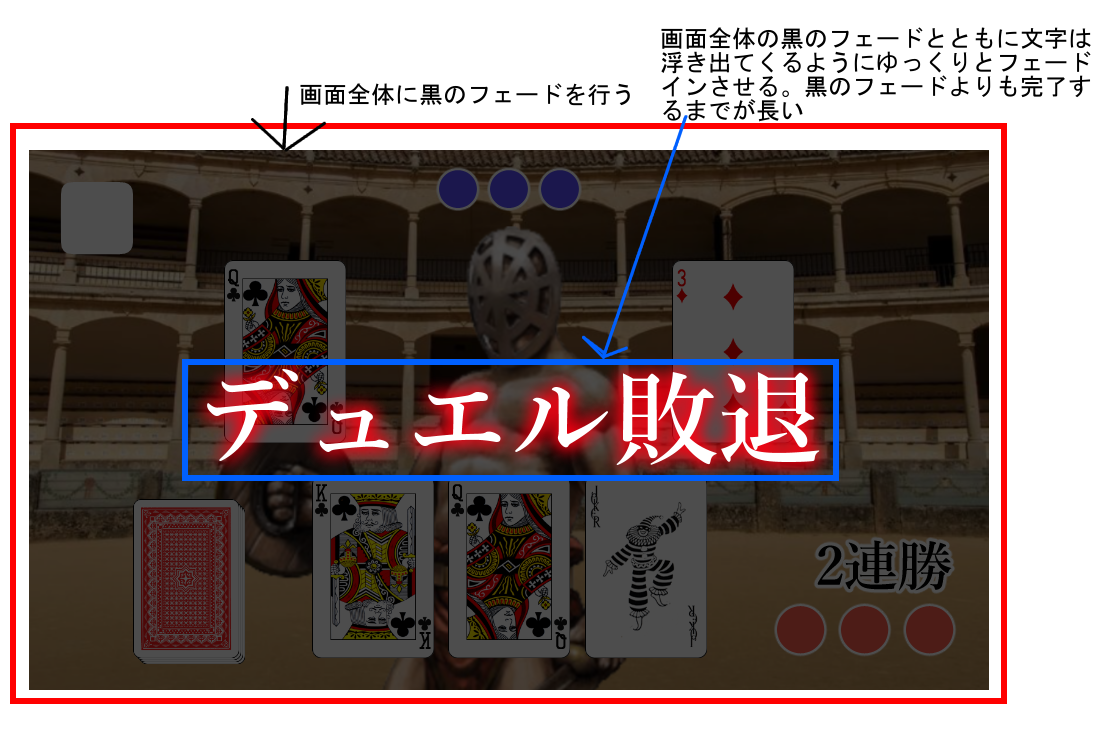 画面全体の黒のフェードとともに文字は
浮き出てくるようにゆっくりとフェード
インさせる。黒のフェードよりも完了す
るまでが長い
画面全体に黒のフェードを行う
Q
3
デュエル敗退
Q
K
Q
JOKER
2連勝
K
Q
JOKER